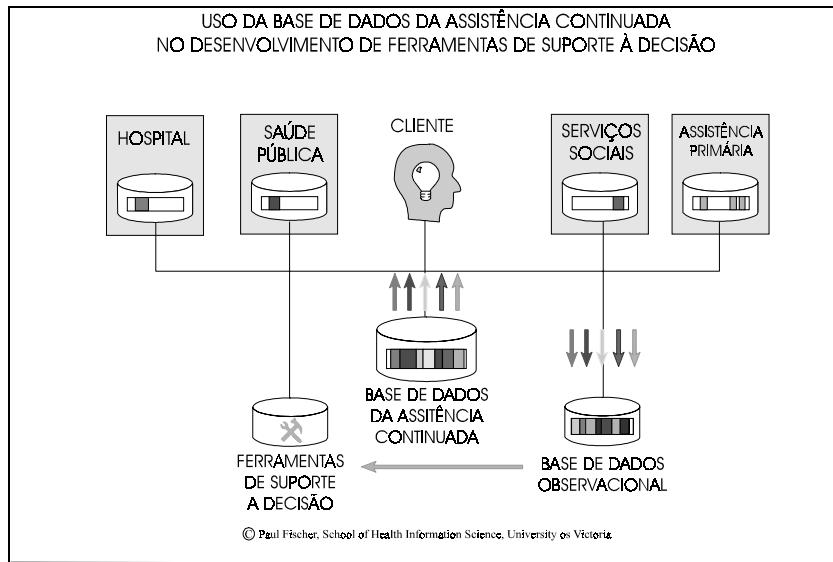 USO DA BASE DE DADOS DA ASSISTÊNCIA CONTINUADA
NO DESENVOLVIMENTO DE FERRAMENTAS DE SUPORTE À DECISÃO
HOSPITAL
SAÚDE
PÚBLICA
CLIENTE
SERVIÇOS
SOCIAIS
ASSISTÊNCIA
PRIMÁRIA
BASE DE DADOS
DA ASSITÊNCIA
CONTINUADA
FERRAMENTAS
DE SUPORTE
A DECISÃO
BASE DE DADOS
OBSERVACIONAL
© Paul Fischer, School of Health Information Science, University os Victoria